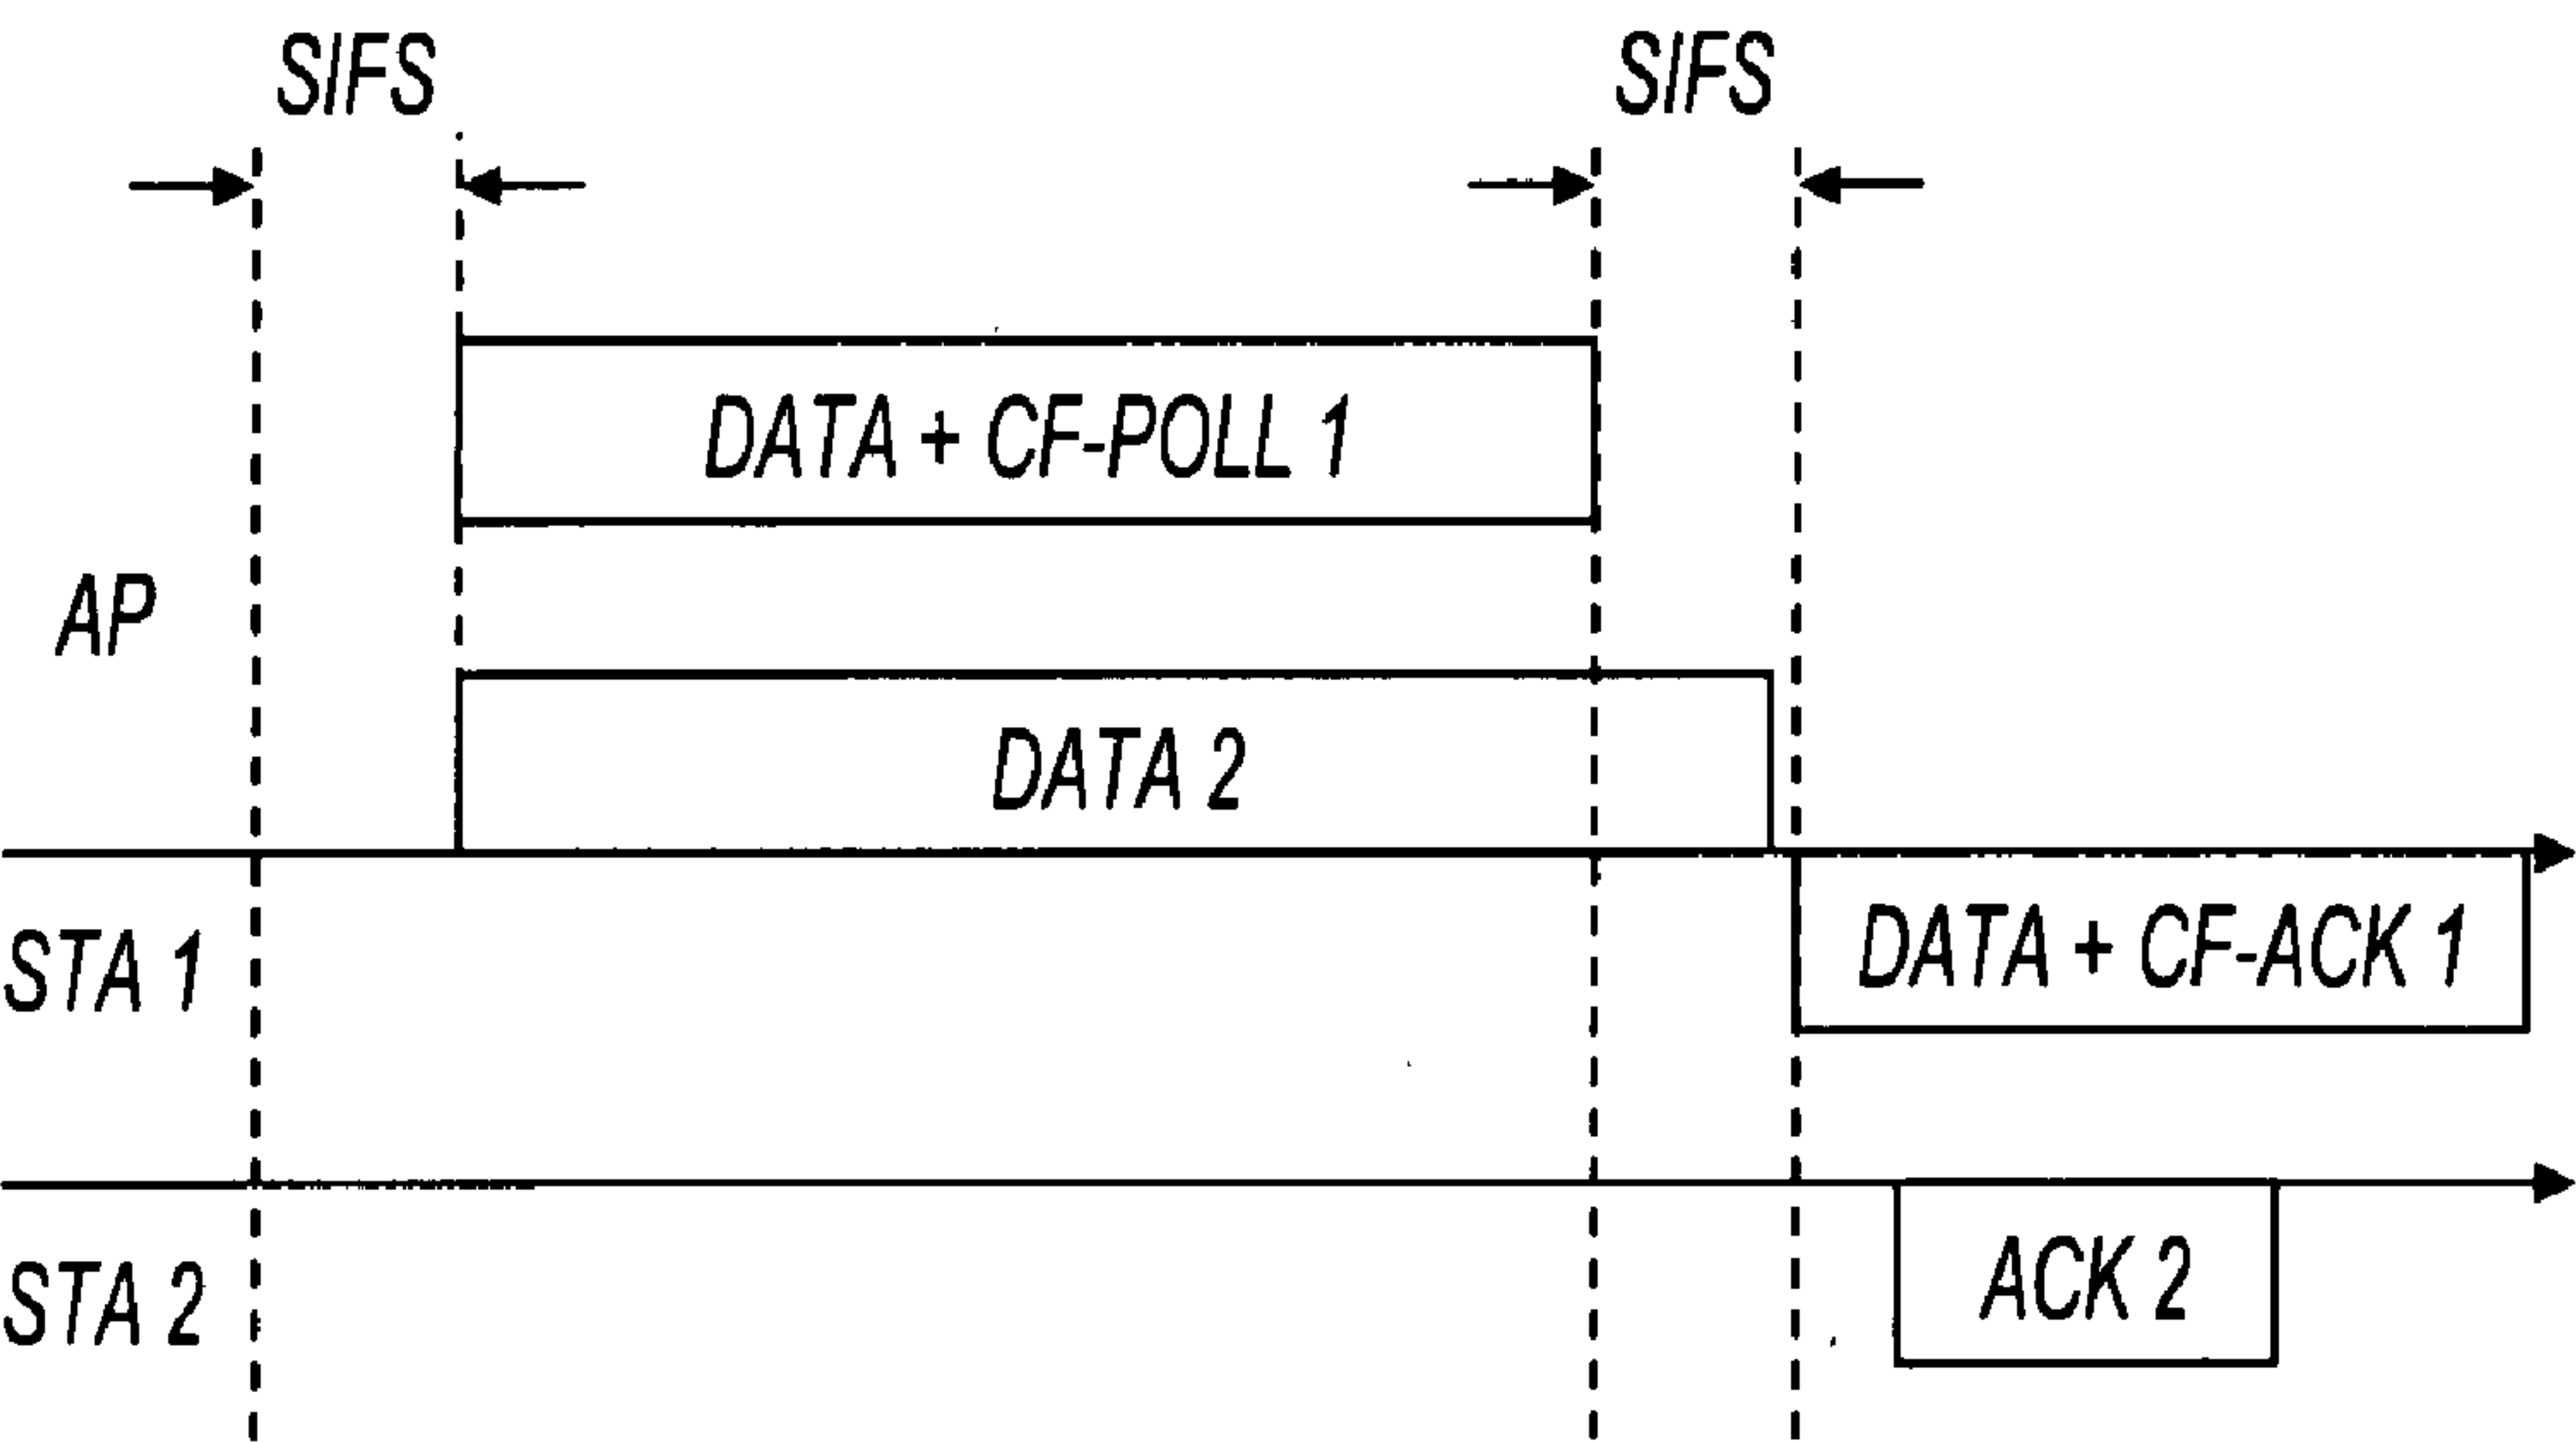 SIFS
SIFS
DATA + CF-POLL 1
AP
DATA 2
STA 1
DATA + CF-ACK 1
STA 2
ACK 2